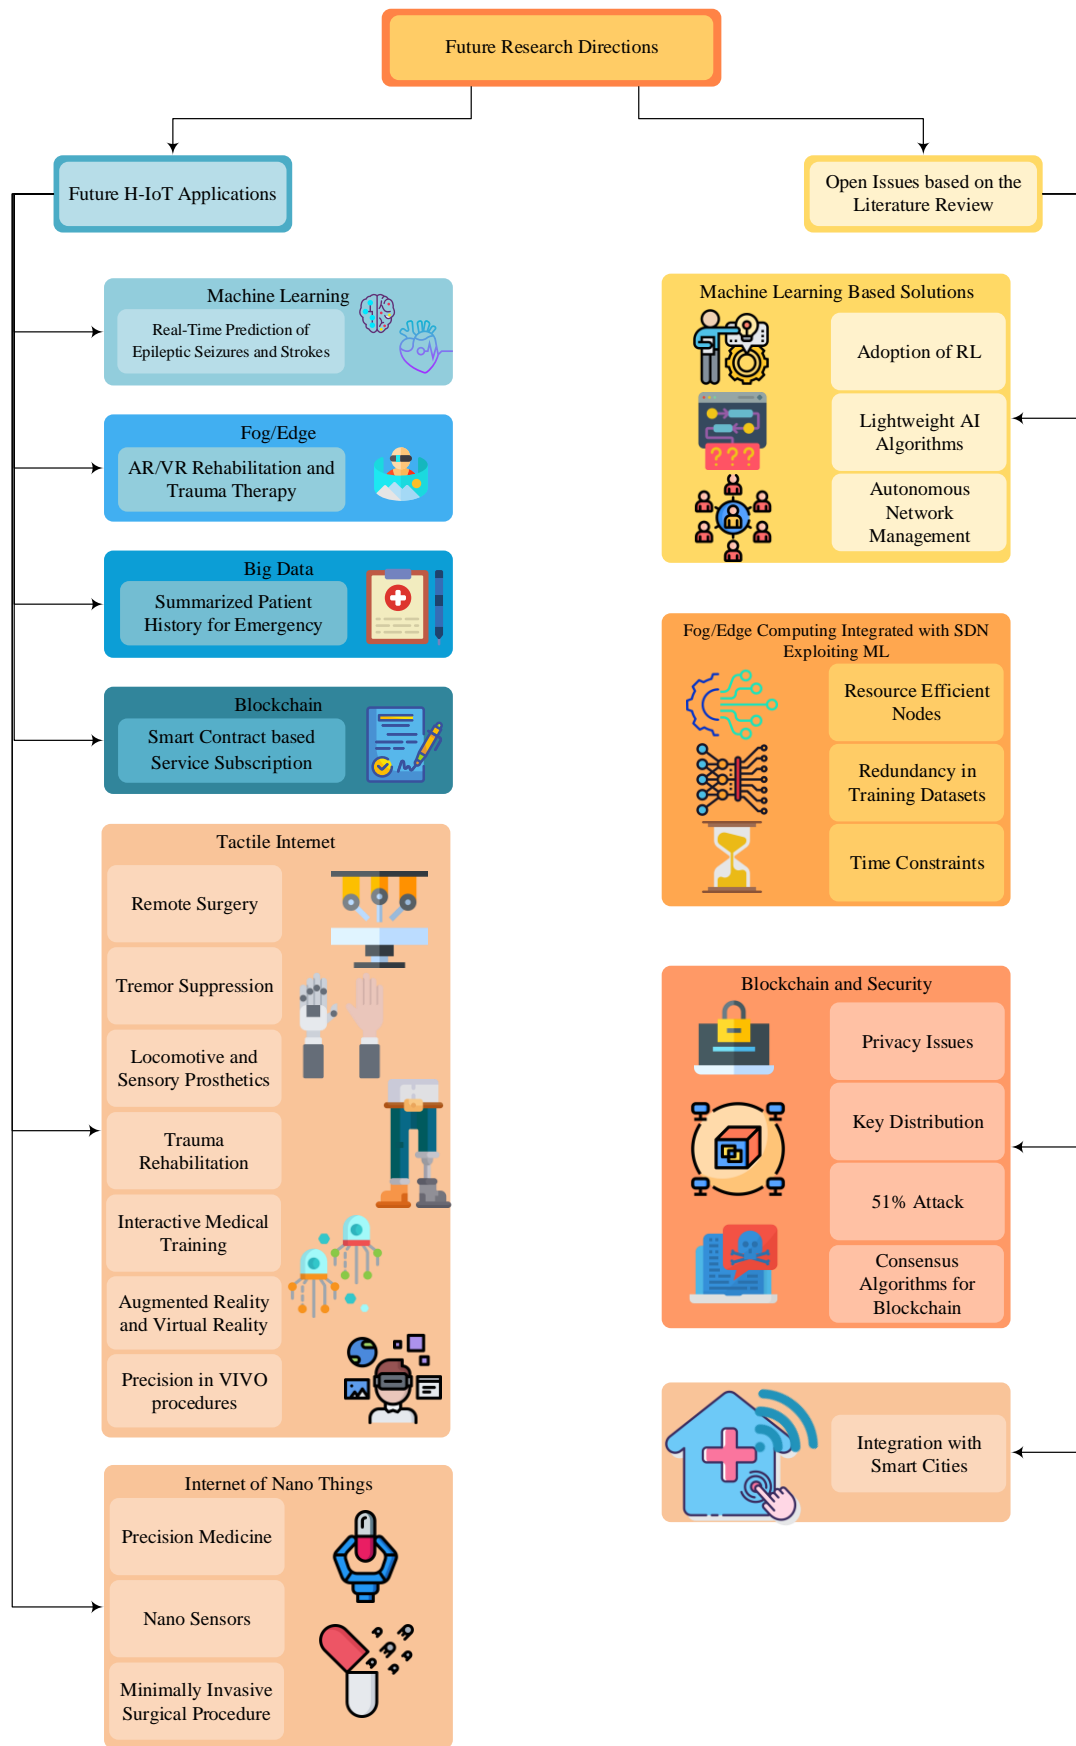 Future Research Directions
Future H-IoT Applications
Open Issues based on the
Literature Review
Machine Learning
Real-Time Prediction of
Epileptic Seizures and Strokes
Fog/Edge
AR/VR Rehabilitation and
Trauma Therapy
Big Data
Summarized Patient
History for Emergency
Blockchain
Smart Contract based
Service Subscription
Tactile Internet
Remote Surgery
Tremor Suppression
Locomotive and
Sensory Prosthetics
Trauma
Rehabilitation
Interactive Medical
Training
Augmented Reality
and Virtual Reality
Precision in VIVO
procedures
Internet of Nano Things
Precision Medicine
Nano Sensors
Minimally Invasive
Surgical Procedure
Machine Learning Based Solutions
Adoption of RL
Lightweight AI
Algorithms
???
Autonomous
Network
Management
Fog/Edge Computing Integrated with SDN
Exploiting ML
Resource Efficient
Nodes
Redundancy in
Training Datasets
Time Constraints
Blockchain and Security
Privacy Issues
Key Distribution
51% Attack
Consensus
Algorithms for
Blockchain
Integration with
Smart Cities